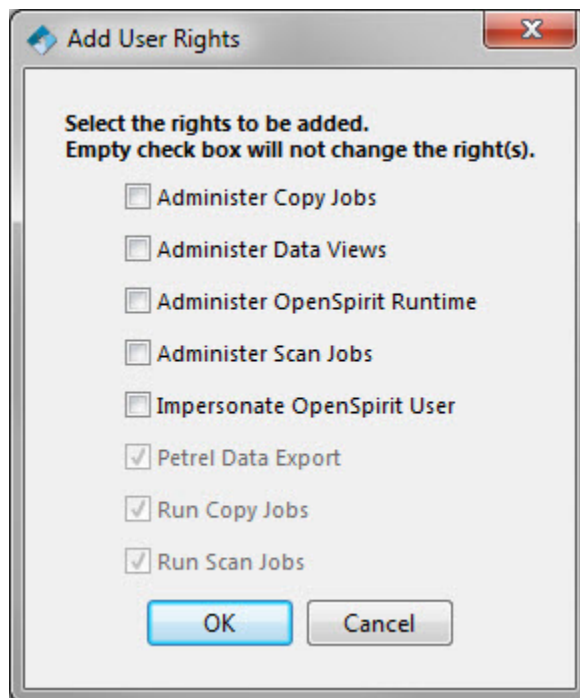 Add User Rights
Select the rights to be added.
Empty check box will not change the right(s).
Administer Copy Jobs
Administer Data Views
Administer OpenSpirit Runtime
Administer Scan Jobs
Impersonate OpenSpirit User
Petrel Data Export
Run Copy Jobs
Run Scan Jobs
OK Cancel